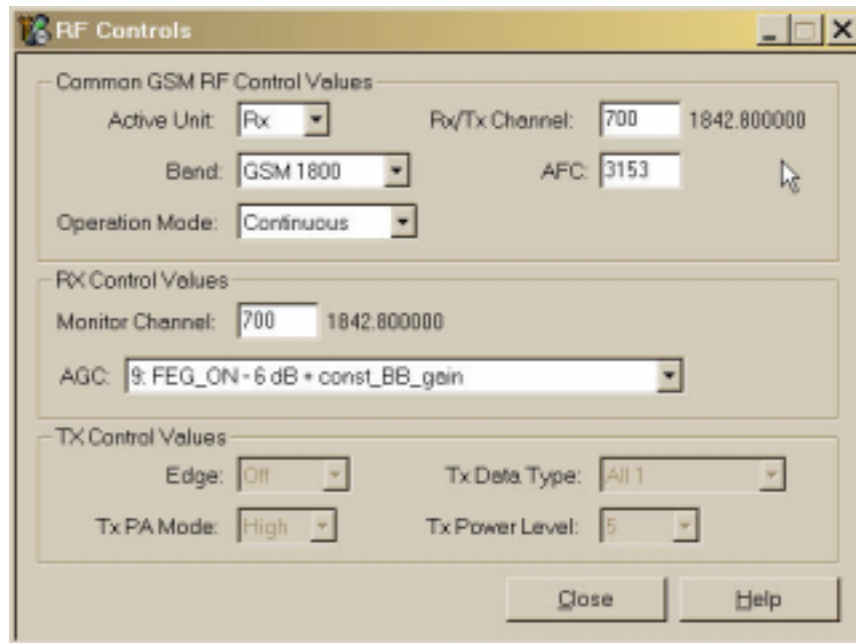 RF Controls
Common GSM RF Control Values
Active Unit: Rx Rx/Tx Channel: 700 1842.800000
Band: GSM 1800 AFC: 3153
Operation Mode: Continuous
RX Control Values
Monitor Channel: 700 1842.800000
AGC: 9: FEG_ON - 6 dB + const_BB_gain
TX Control Values
Edge: Off Tx Data Type: All 1
Tx PA Mode: High Tx Power Level: 5
Close Help